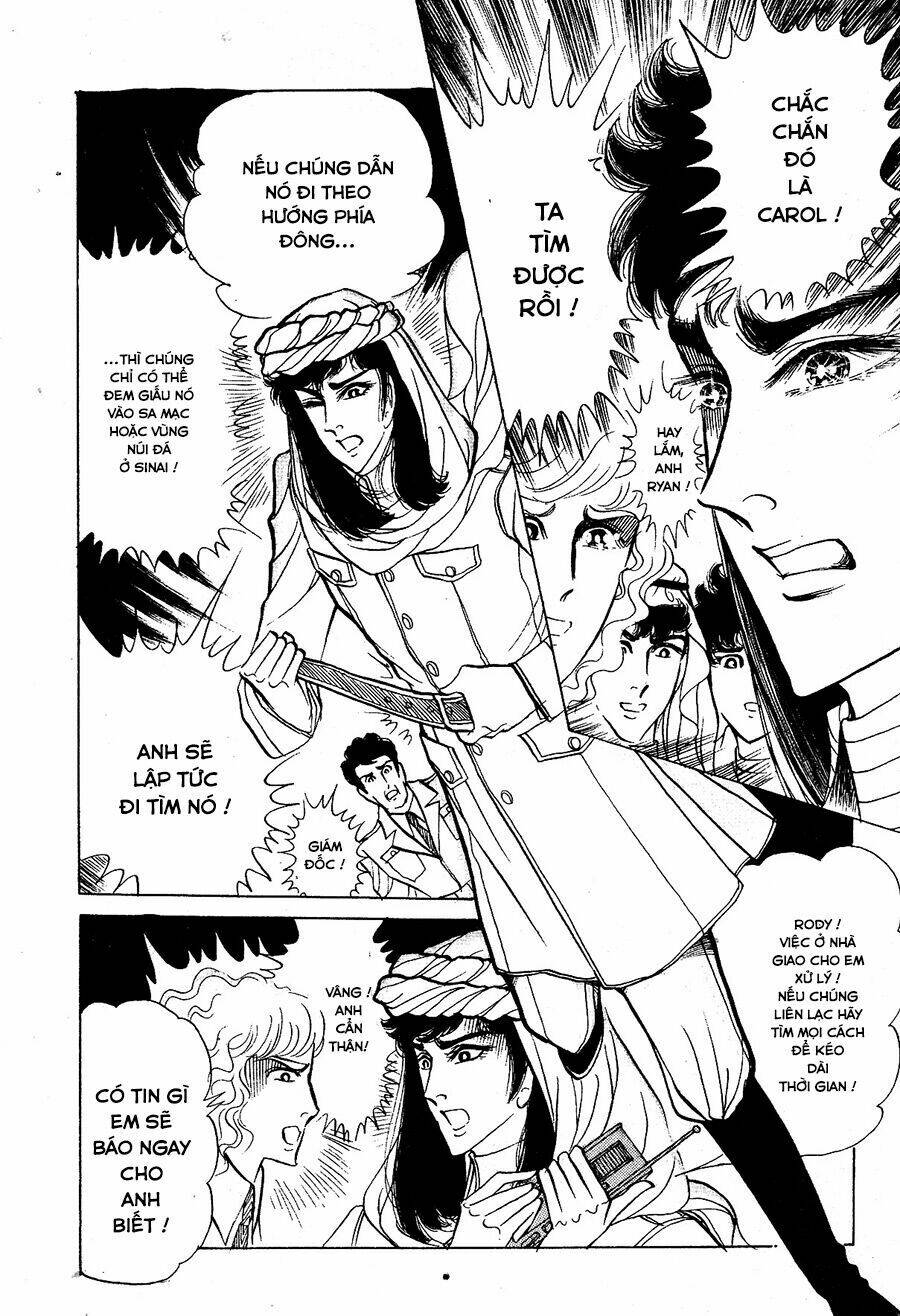 CHẮC
CHẮN
ĐÓ
LÀ
CAROL !
TA
TÌM
ĐƯỢC
RỒI !
HAY
LẮM,
ANH
RYAN !
NẾU CHÚNG DẪN
NÓ ĐI THEO
HƯỚNG PHÍA
ĐÔNG...
...THÌ CHÚNG
CHỈ CÓ THỂ
ĐEM GIẤU NÓ
VÀO SA MẠC
HOẶC VÙNG
NÚI ĐÁ
Ở SINAI !
ANH SẼ
LẬP TỨC
ĐI TÌM NÓ !
GIÁM
ĐỐC !
RODY !
VIỆC Ở NHÀ
GIAO CHO EM
XỬ LÝ !
NẾU CHÚNG
LIÊN LẠC HÃY
TÌM MỌI CÁCH
ĐỂ KÉO
DÀI
THỜI GIAN !
VÂNG !
ANH
CẨN
THẬN!
CÓ TIN GÌ
EM SẼ
BÁO NGAY
CHO
ANH
BIẾT !